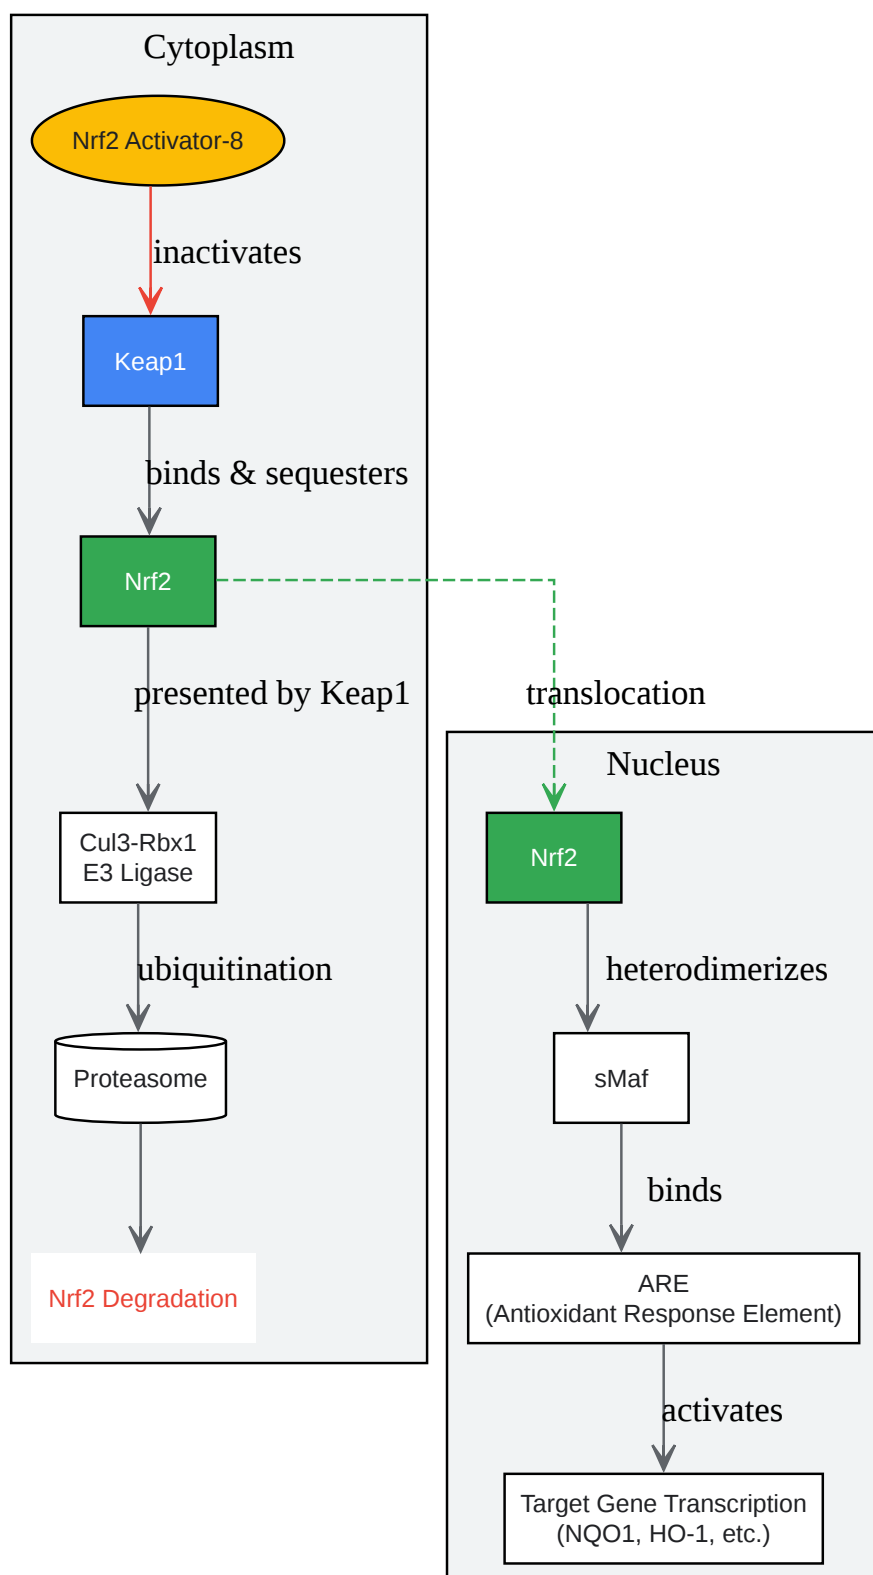 Cytoplasm
Nrf2 Activator-8
inactivates
Keap1
binds & sequesters
Nrf2
presented by Keap1
Cul3-Rbx1
E3 Ligase
ubiquitination
Proteasome
Nrf2 Degradation
translocation
Nucleus
Nrf2
heterodimerizes
sMaf
binds
ARE
(Antioxidant Response Element)
activates
Target Gene Transcription
(NQO1, HO-1, etc.)